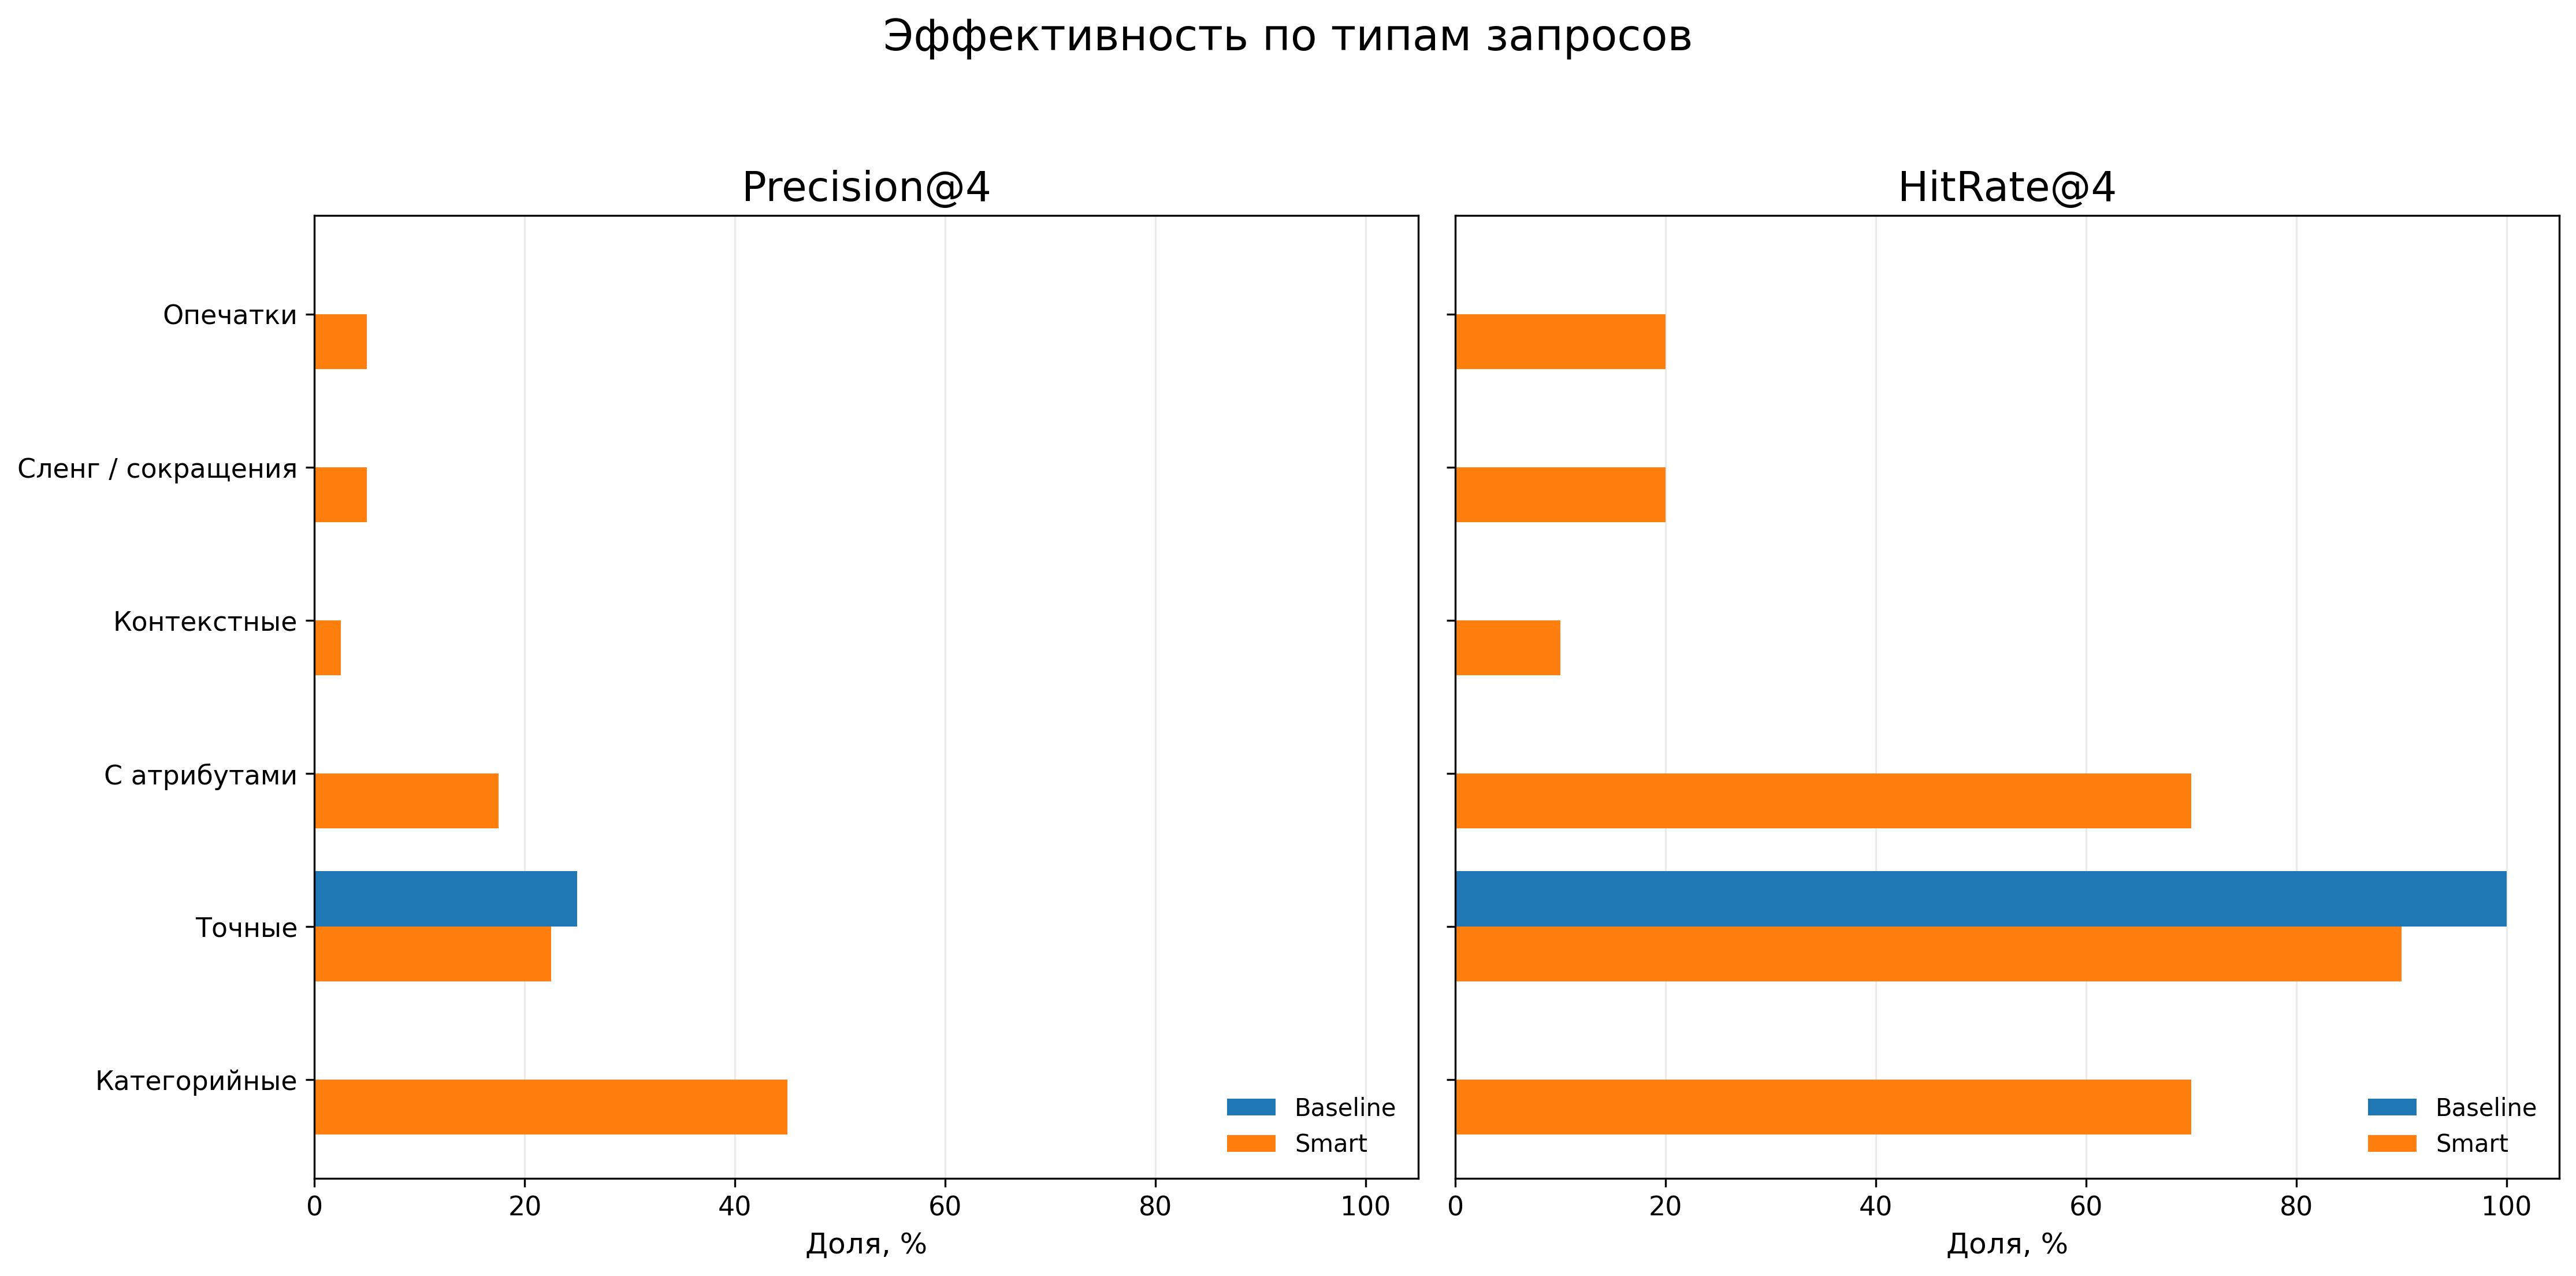 Эффективность по типам запросов
Precision@4
Опечатки
Сленг / сокращения
Контекстные
С атрибутами
Точные
Категорийные
Baseline
Smart
0 20 40 60 80 100
Доля, %
HitRate@4
Baseline
Smart
0 20 40 60 80 100
Доля, %